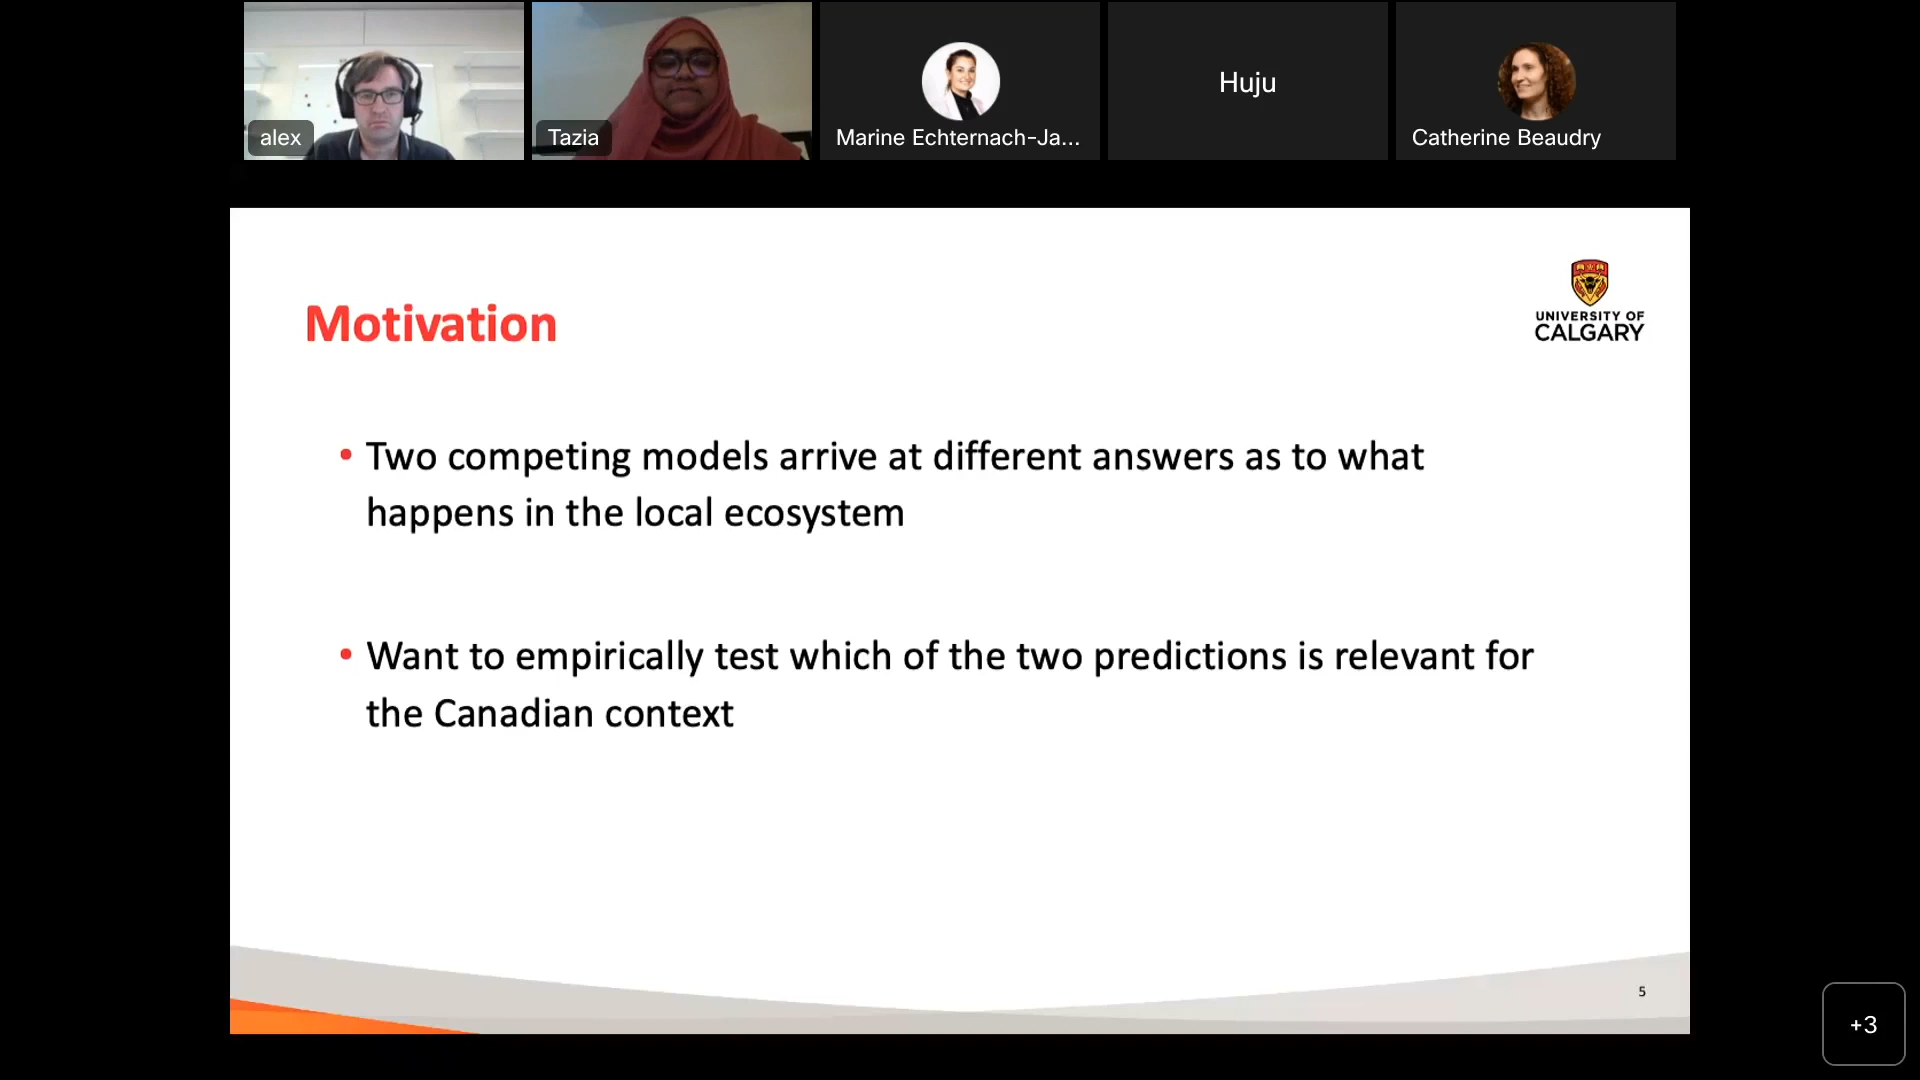 alex
Tazia
Marine Echternach-Ja...
Huju
Catherine Beaudry
UNIVERSITY OF
CALGARY
Motivation
• Two competing models arrive at different answers as to what
happens in the local ecosystem
• Want to empirically test which of the two predictions is relevant for
the Canadian context
5
+3